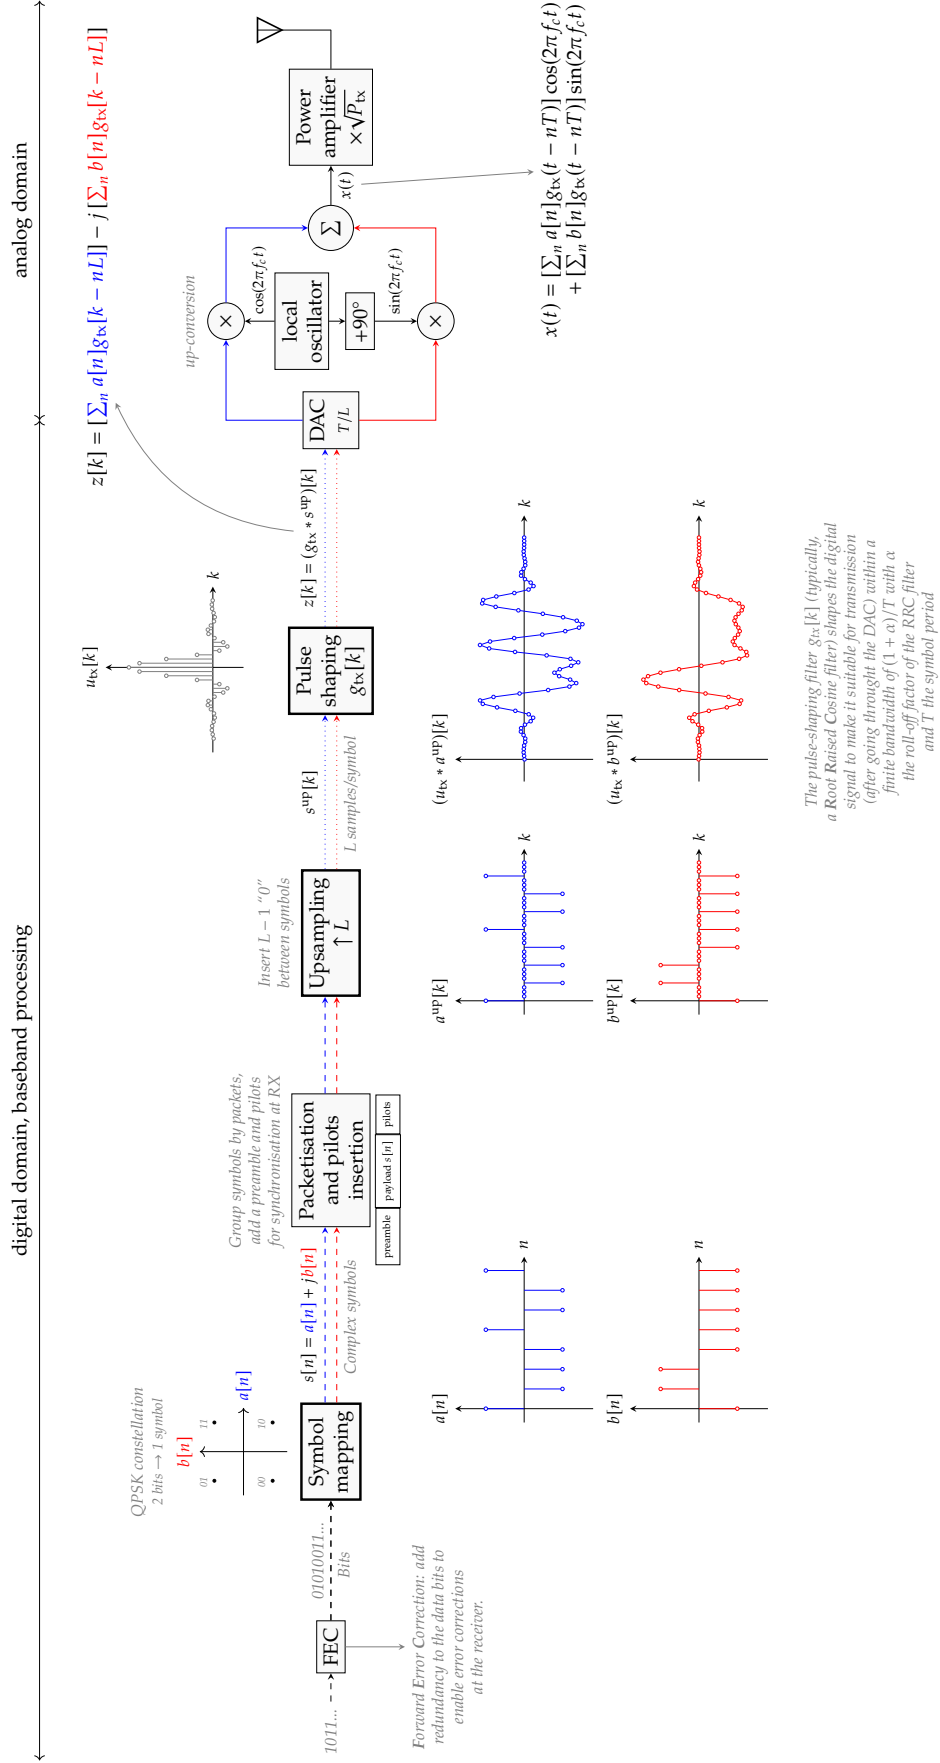 digital domain, baseband processing
analog domain
1011...
FEC
Forward Error Correction: add
redundancy to the data bits to
enable error corrections
at the receiver.
01010011...
Bits
QPSK constellation
2 bits → 1 symbol
b[n]
a[n]
01
11
00
10
Symbol
mapping
s[n] = a[n] + jb[n]
Complex symbols
a[n]
n
b[n]
n
Group symbols by packets,
add a preamble and pilots
for synchronisation at RX
Packetisation
and pilots
insertion
preamble
payload s[n]
pilots
Insert L − 1 “0”
between symbols
Upsampling
↑ L
a^up[k]
k
b^up[k]
k
s^up[k]
L samples/symbol
u_tx[k]
k
Pulse
shaping
g_tx[k]
(u_tx * a^up)[k]
k
(u_tx * b^up)[k]
k
The pulse-shaping filter g_tx[k] (typically,
a Root Raised Cosine filter) shapes the digital
signal to make it suitable for transmission
(after going throught the DAC) within a
finite bandwidth of (1 + α)/T with α
the roll-off factor of the RRC filter
and T the symbol period
z[k] = (g_tx * s^up)[k]
z[k] = [∑_n a[n]g_tx[k − nL]] − j [∑_n b[n]g_tx[k − nL]]
DAC
T/L
up-conversion
×
cos(2πf_c t)
local
oscillator
+90°
sin(2πf_c t)
×
Σ
x(t)
Power
amplifier
×√P_tx
x(t) = [∑_n a[n]g_tx(t − nT)] cos(2πf_c t)
+ [∑_n b[n]g_tx(t − nT)] sin(2πf_c t)